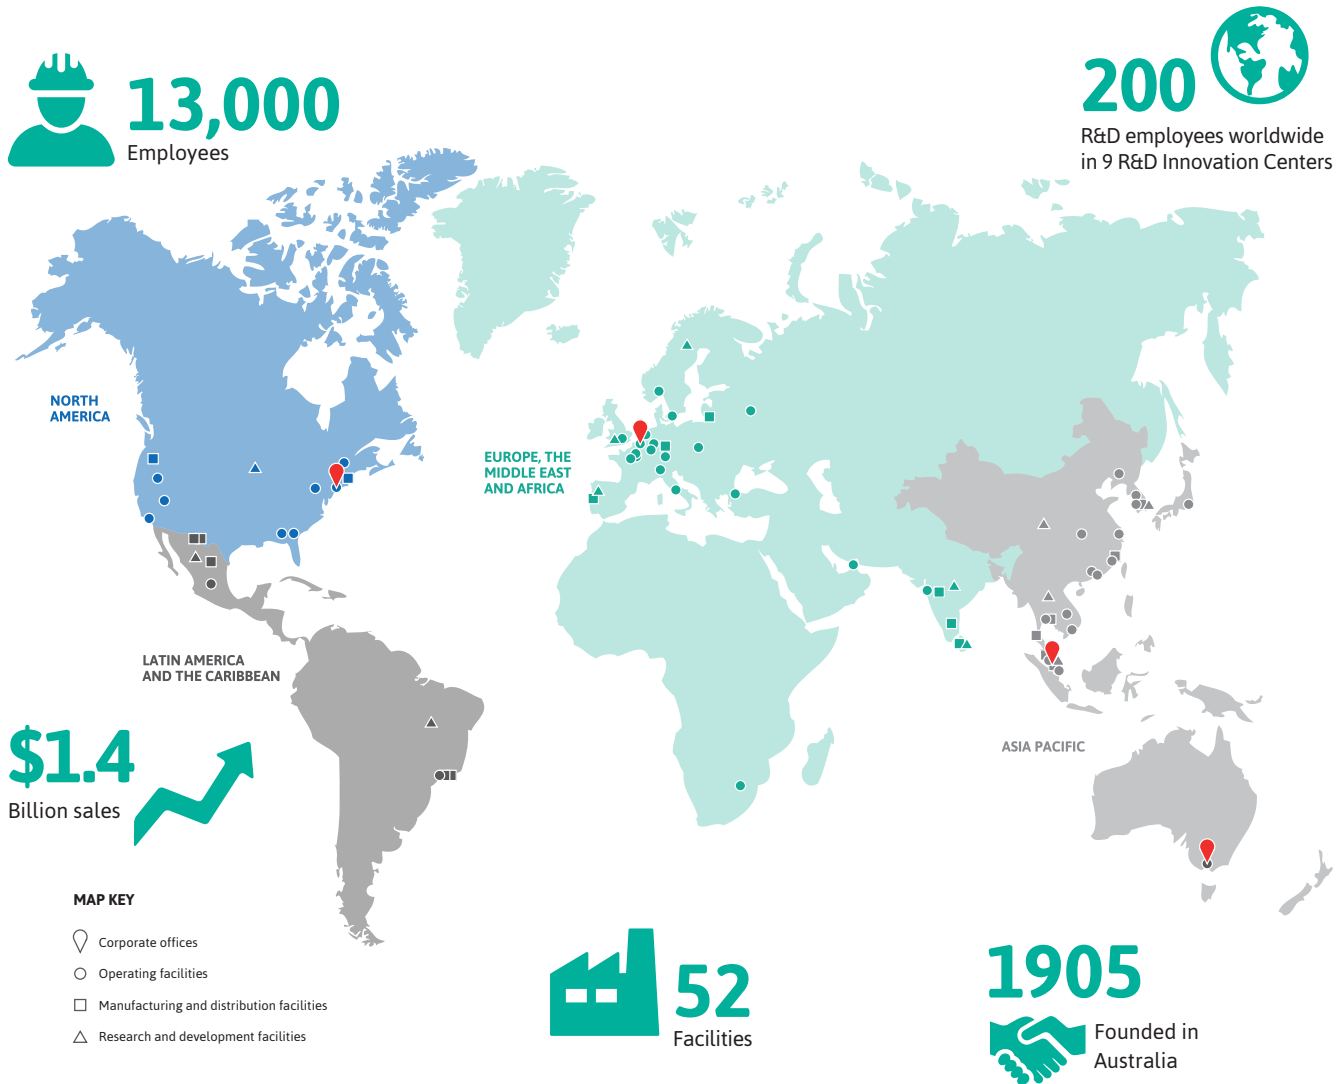 13,000
Employees
200
R&D employees worldwide
in 9 R&D Innovation Centers
NORTH
AMERICA
EUROPE, THE
MIDDLE EAST
AND AFRICA
LATIN AMERICA
AND THE CARIBBEAN
ASIA PACIFIC
$1.4
Billion sales
MAP KEY
Corporate offices
Operating facilities
Manufacturing and distribution facilities
Research and development facilities
52
Facilities
1905
Founded in
Australia